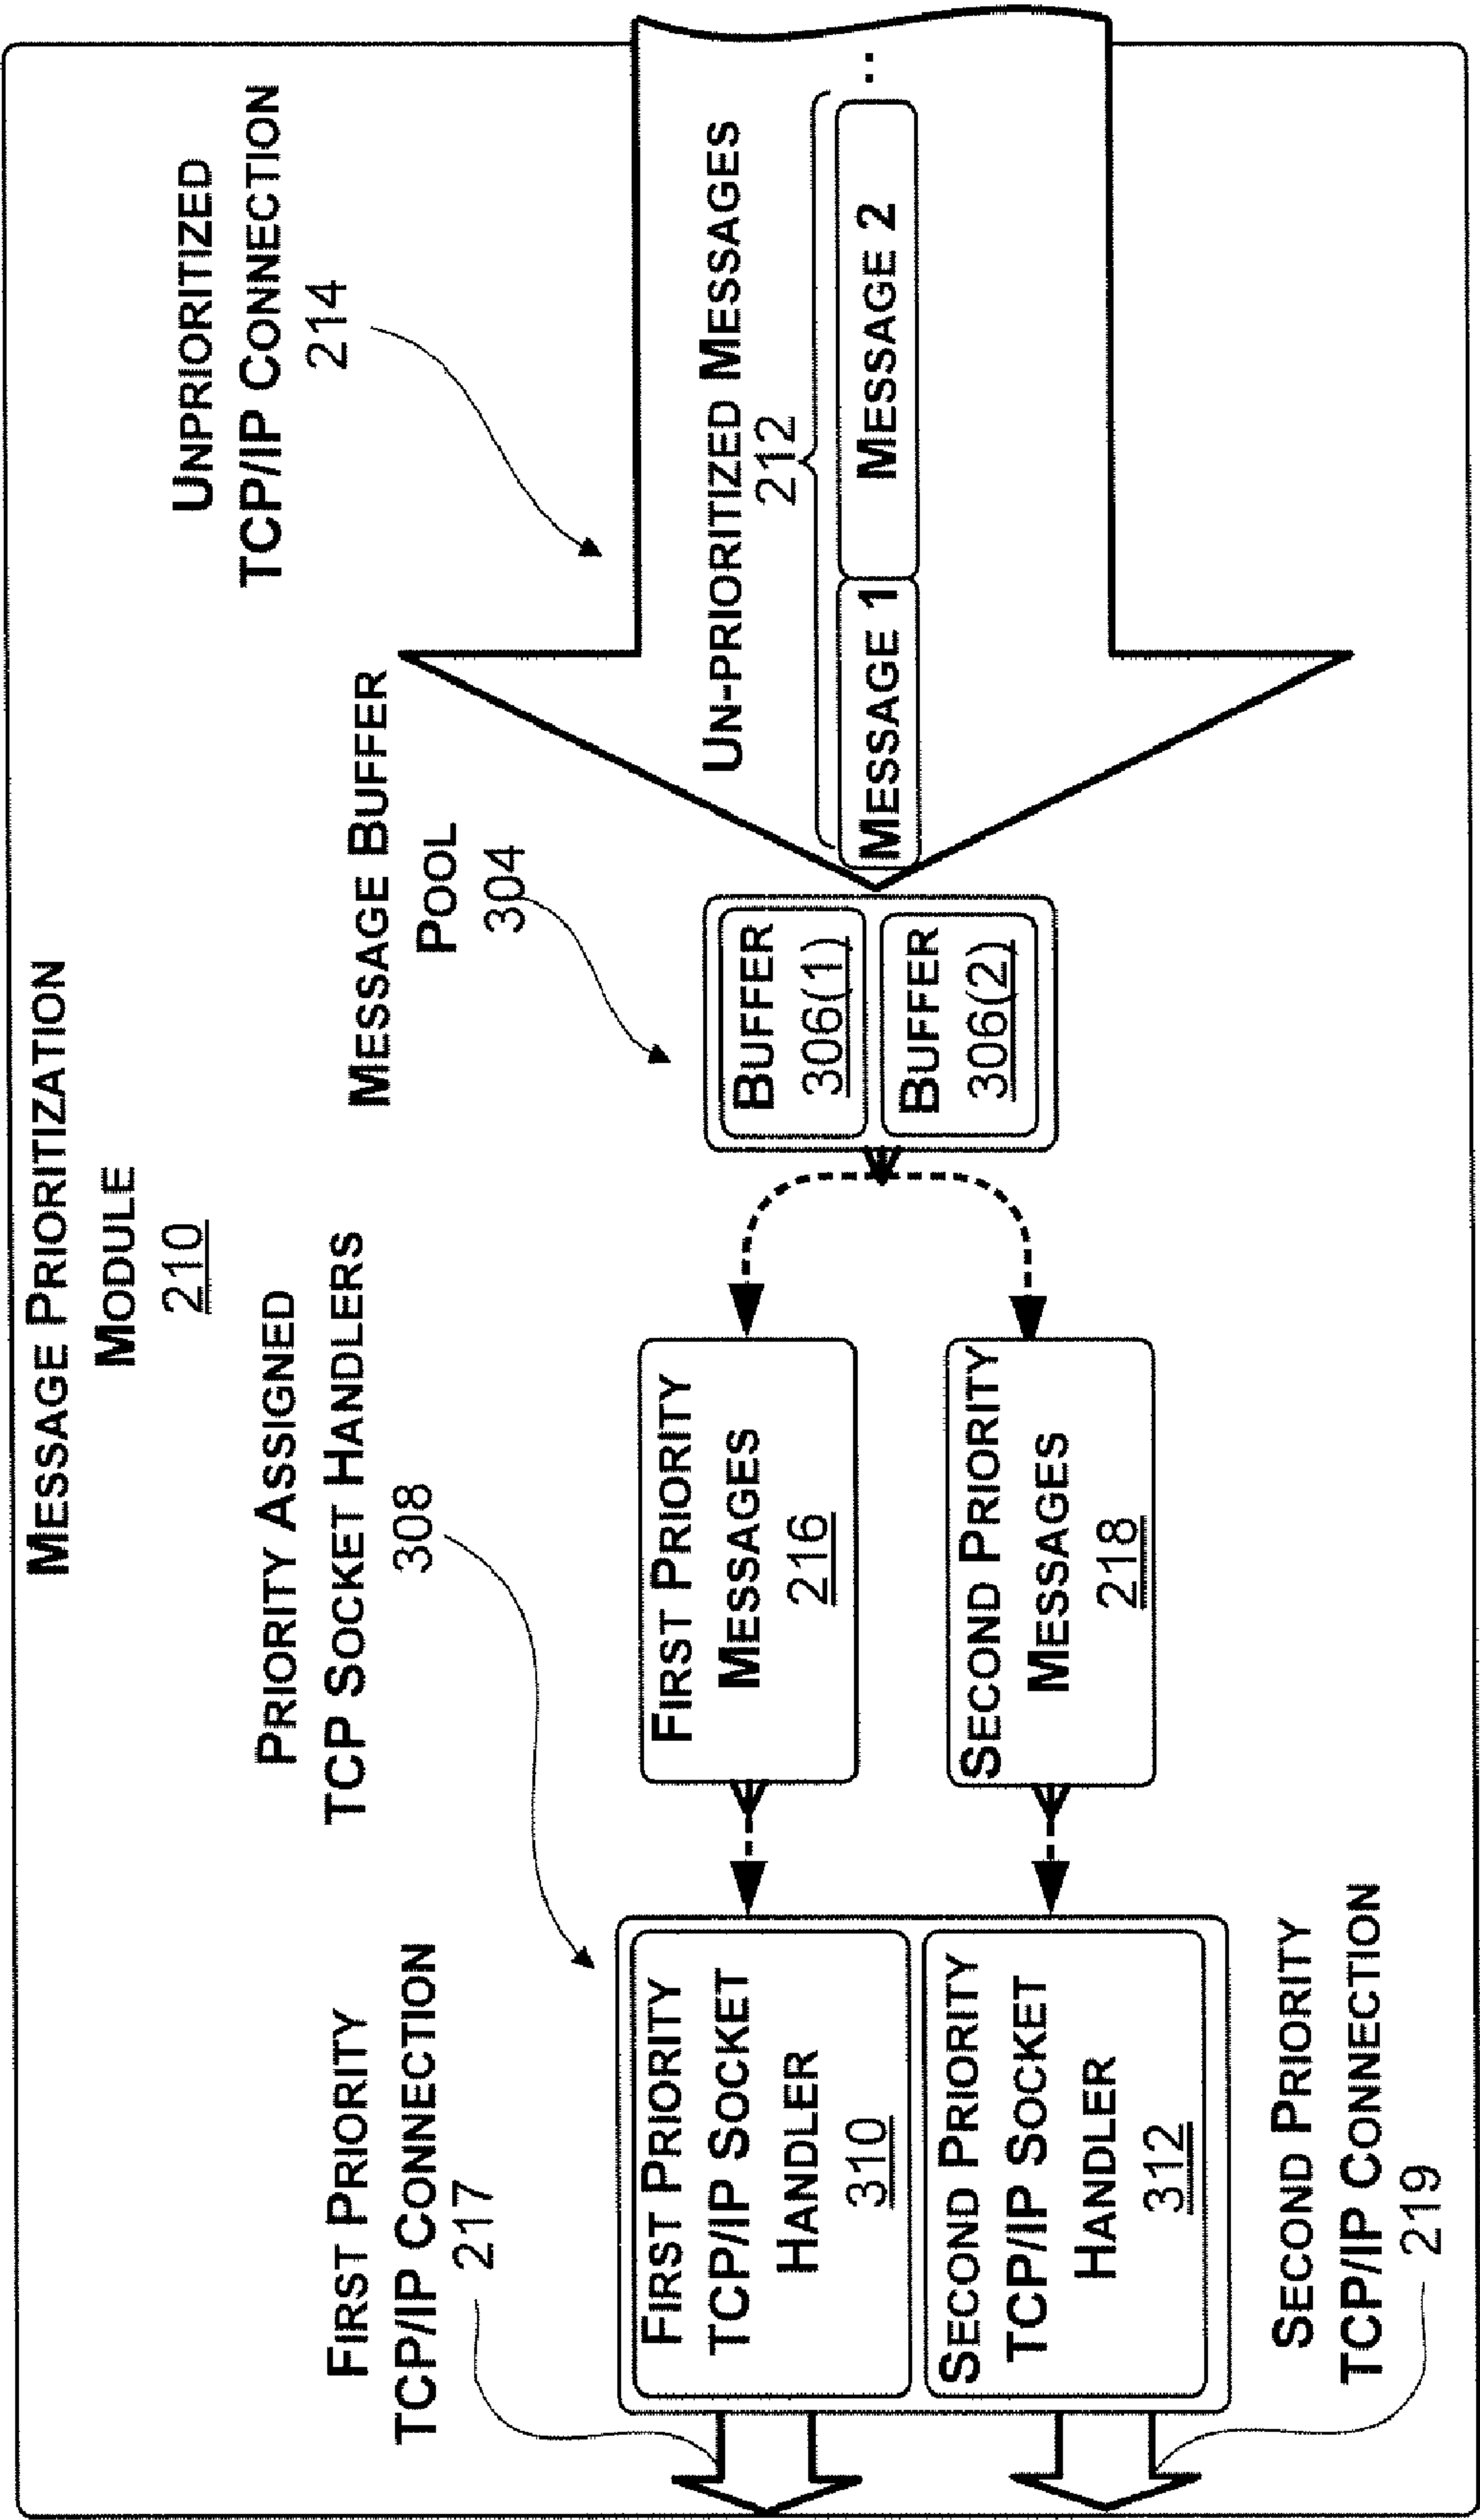 MESSAGE PRIORITIZATION
MODULE
210
UNPRIORITIZED
TCP/IP CONNECTION
214
PRIORITY ASSIGNED
TCP SOCKET HANDLERS
308
MESSAGE BUFFER
POOL
304
FIRST PRIORITY
TCP/IP CONNECTION
217
FIRST PRIORITY
TCP/IP SOCKET
HANDLER
310
SECOND PRIORITY
TCP/IP SOCKET
HANDLER
312
FIRST PRIORITY
MESSAGES
216
SECOND PRIORITY
MESSAGES
218
BUFFER
306(1)
BUFFER
306(2)
UN-PRIORITIZED MESSAGES
212
MESSAGE 1
MESSAGE 2
..
SECOND PRIORITY
TCP/IP CONNECTION
219